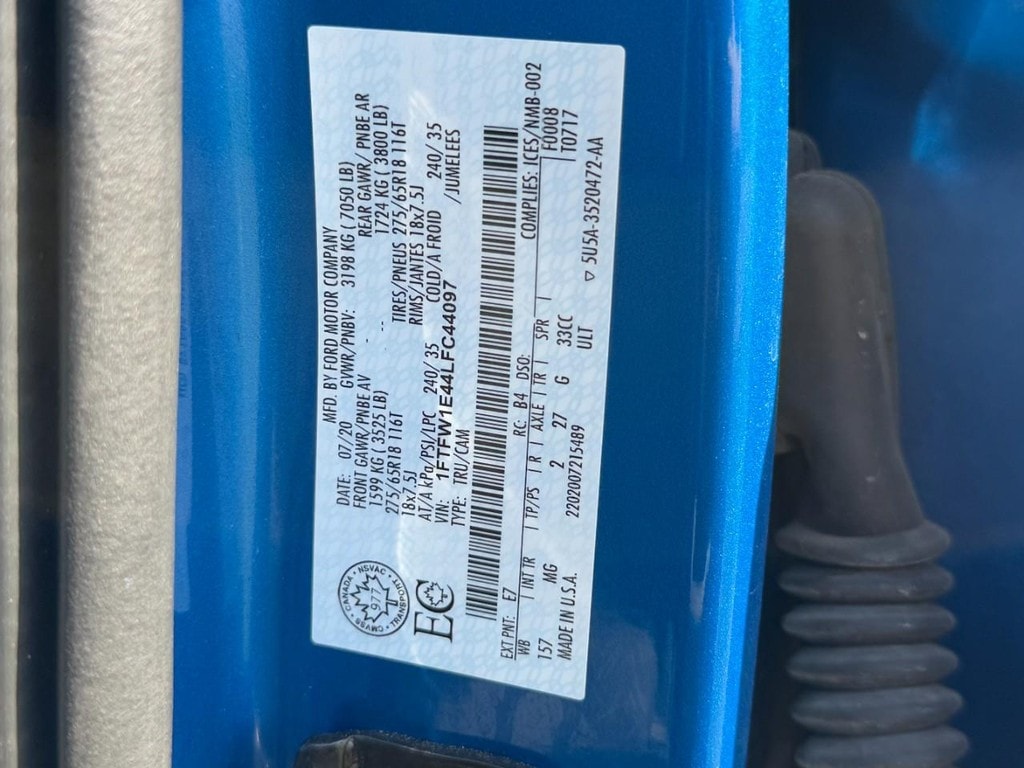 MFD. BY FORD MOTOR COMPANY
DATE: 07/20 GVWR/PNBV: 3198 KG ( 7050 LB)
FRONT GAWR/PNBE AV REAR GAWR/ PNBE AR
1599 KG ( 3525 LB) - -- 1724 KG ( 3800 LB)
275/65R18 116T TIRES/PNEUS 275/65R18 116T
18x7.5J RIMS/JANTES 18x7.5J
AT/A kPa/PSI/LPC 240/ 35 COLD/A FROID 240/ 35
VIN: 1FTFW1E44LFC44097 /JUMELEES
TYPE: TRU/CAM
CANADA · NSVAC · TRANSPORT · CMVSS
977
EC
EXT PNT: E7 RC: B4 DSO: COMPLIES: ICES/NMB-002
WB | INT TR | TP/PS | R | AXLE | TR | SPR | F0008
T0717
157 MG 2 27 G 33CC
ULT
MADE IN U.S.A. 2202007215489 ▽ 5U5A-3520472-AA